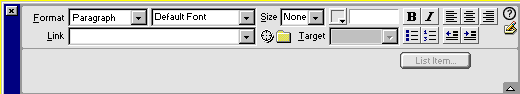 Format Paragraph Default Font Size None B I
Link Target
List Item...